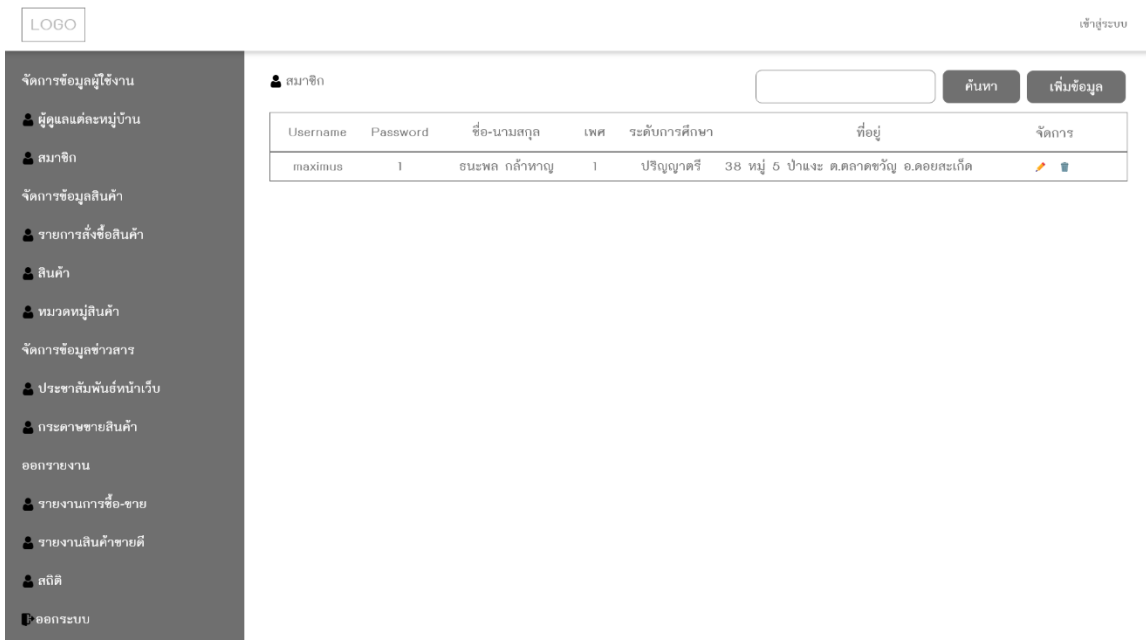 LOGO
เข้าสู่ระบบ
จัดการข้อมูลผู้ใช้งาน
ผู้ดูแลแต่ละหมู่บ้าน
สมาชิก
จัดการข้อมูลสินค้า
รายการสั่งซื้อสินค้า
สินค้า
หมวดหมู่สินค้า
จัดการข้อมูลข่าวสาร
ประชาสัมพันธ์หน้าเว็บ
กระดาษขายสินค้า
ออกรายงาน
รายงานการซื้อ-ขาย
รายงานสินค้าขายดี
สถิติ
ออกระบบ
สมาชิก
ค้นหา
เพิ่มข้อมูล
Username Password ชื่อ-นามสกุล เพศ ระดับการศึกษา ที่อยู่ จัดการ
maximus 1 ธนะพล กล้าหาญ 1 ปริญญาตรี 38 หมู่ 5 ป่าแงะ ต.ตลาดขวัญ อ.ดอยสะเก็ด